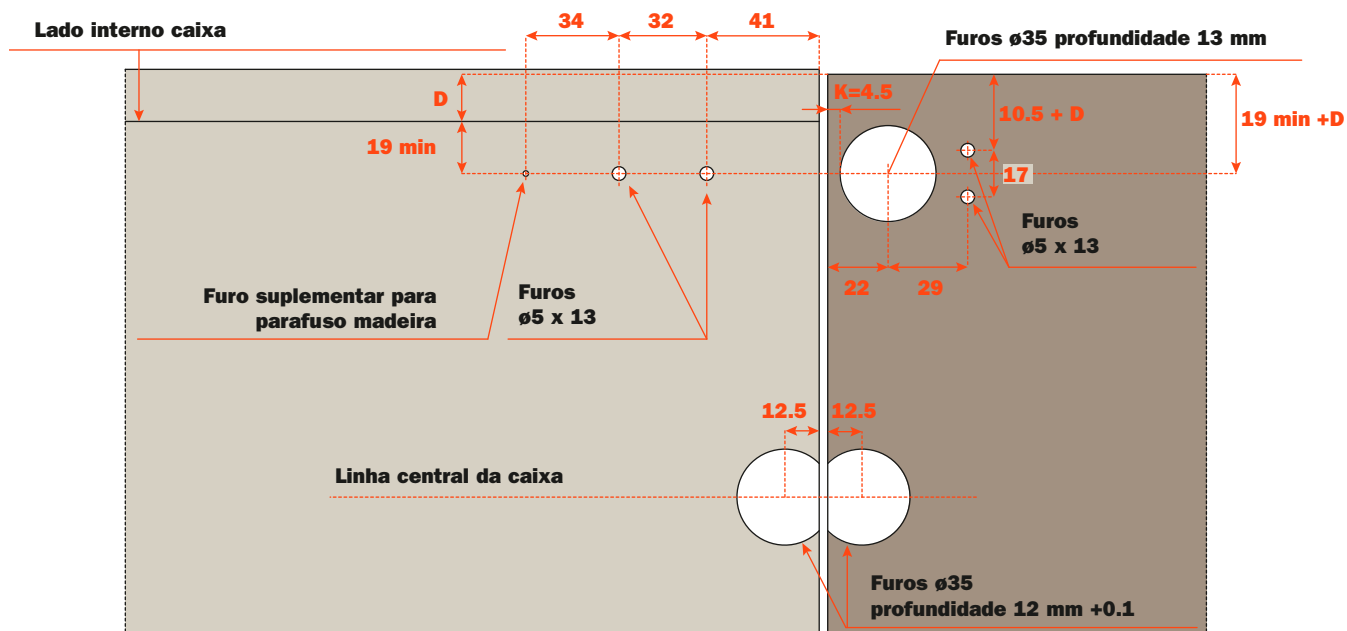 Lado interno caixa
34
32
41
Furos ø35 profundidade 13 mm
D
K=4.5
10.5 + D
19 min +D
19 min
17
Furos
ø5 x 13
22
29
Furo suplementar para
parafuso madeira
Furos
ø5 x 13
12.5
12.5
Linha central da caixa
Furos ø35
profundidade 12 mm +0.1